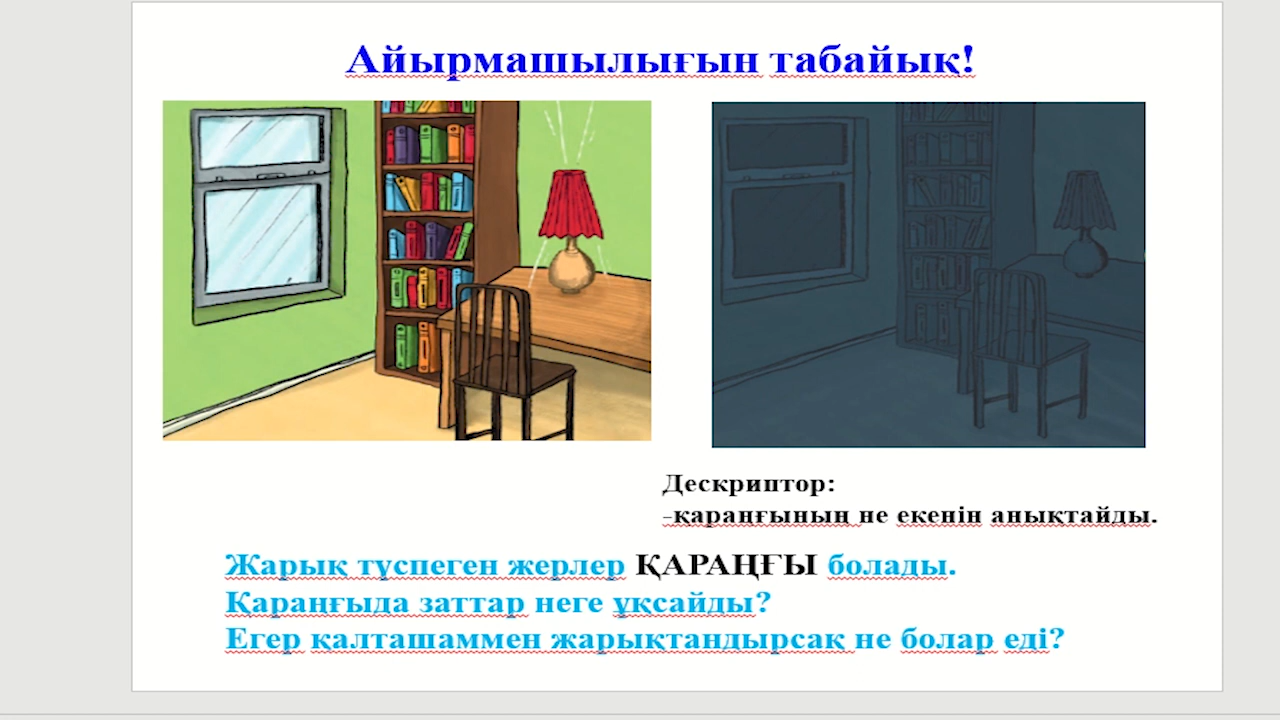 Айырмашылығын табайық!
Дескриптор:
-қараңғының не екенін анықтайды.
Жарық түспеген жерлер ҚАРАҢҒЫ болады.
Қараңғыда заттар неге ұқсайды?
Егер қалташаммен жарықтандырсақ не болар еді?